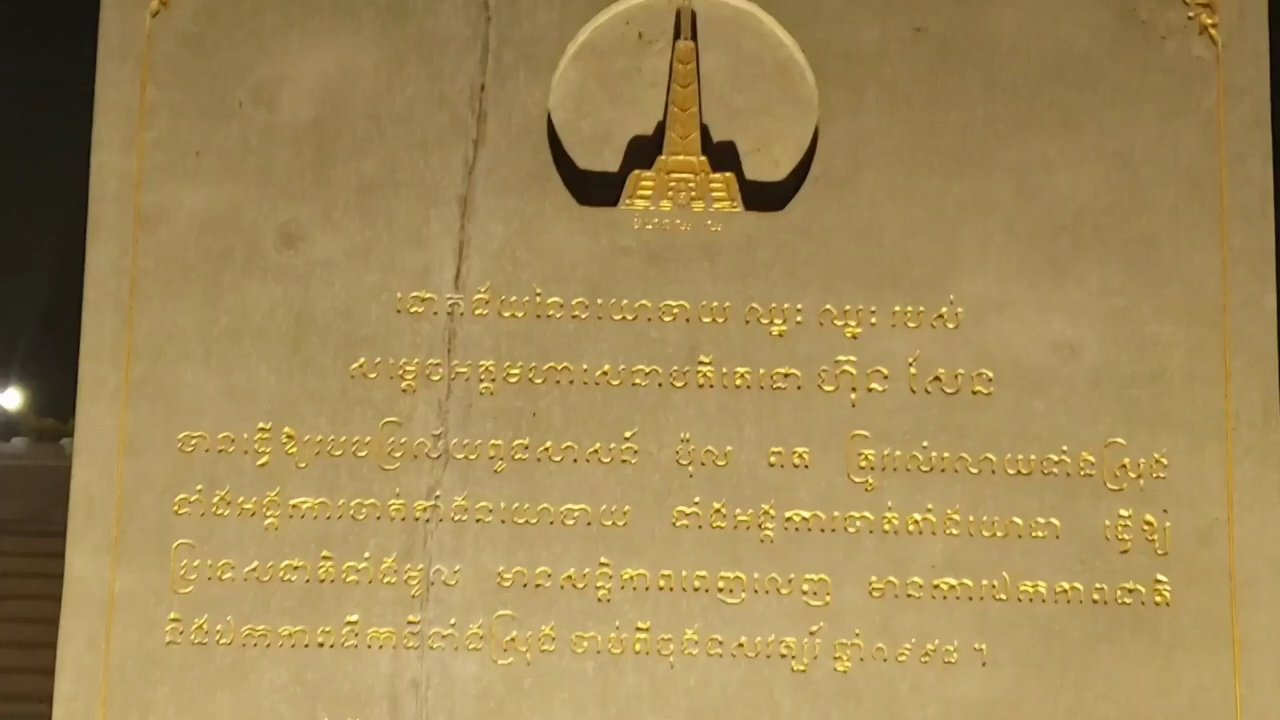 ជោគជ័យនៃនយោបាយ ឈ្នះ ឈ្នះ របស់
សម្តេចអគ្គមហាសេនាបតីតេជោ ហ៊ុន សែន
បានធ្វើឱ្យរបបប្រល័យពូជសាសន៍ ប៉ុល ពត ត្រូវរលំរលាយទាំងស្រុង
ទាំងអង្គការចាត់តាំងនយោបាយ ទាំងអង្គការចាត់តាំងយោធា ធ្វើឱ្យ
ប្រទេសជាតិទាំងមូល មានសន្តិភាពពេញលេញ មានការឯកភាពជាតិ
និងឯកភាពទឹកដីទាំងស្រុង ចាប់ពីចុងទសវត្សរ៍ ឆ្នាំ១៩៩៨ ។